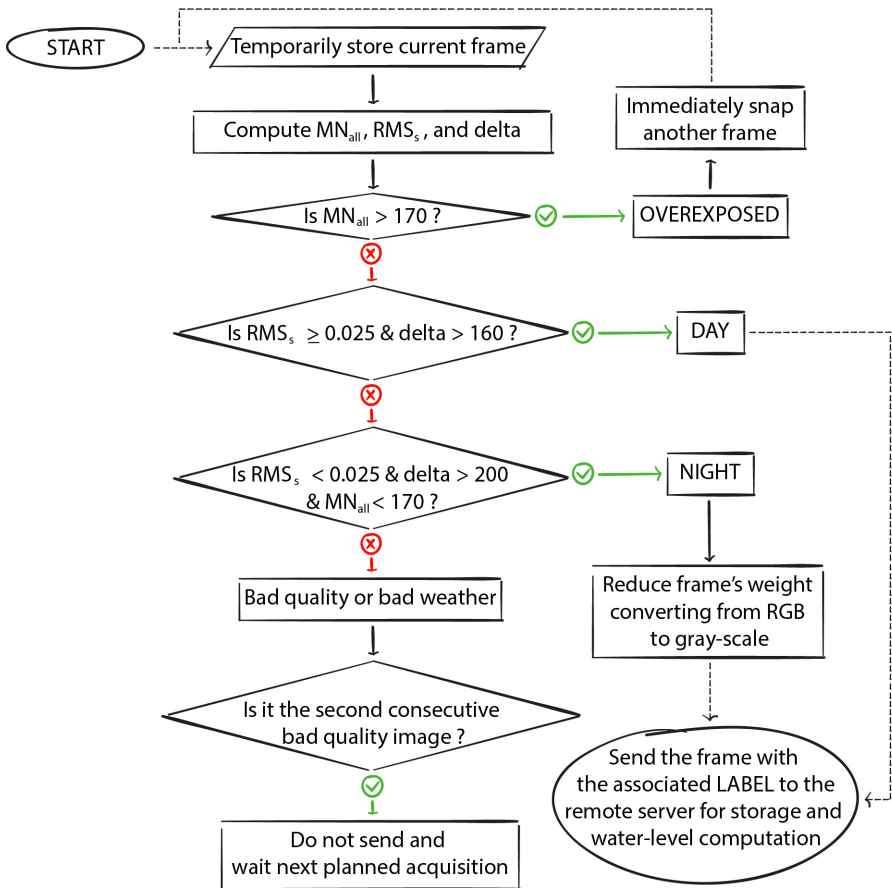 START
Temporarily store current frame
Compute MNall, RMSs, and delta
Immediately snap
another frame
Is MNall > 170 ?
OVEREXPOSED
Is RMSs ≥ 0.025 & delta > 160 ?
DAY
Is RMSs < 0.025 & delta > 200
& MNall < 170 ?
NIGHT
Bad quality or bad weather
Reduce frame's weight
converting from RGB
to gray-scale
Is it the second consecutive
bad quality image ?
Send the frame with
the associated LABEL to the
remote server for storage and
water-level computation
Do not send and
wait next planned acquisition